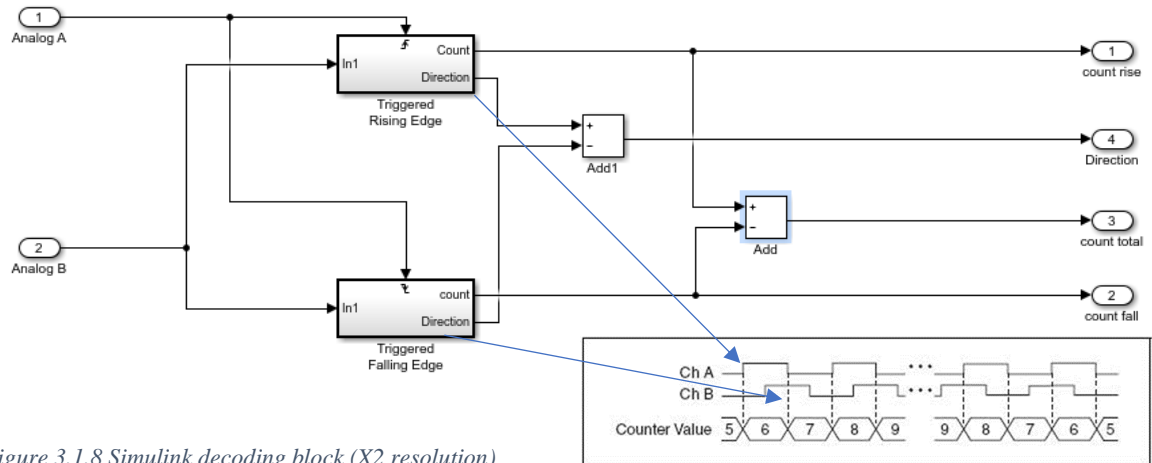 1
Analog A
In1
Count
Direction
Triggered
Rising Edge
1
count rise
+
−
Add1
4
Direction
2
Analog B
+
−
Add
3
count total
In1
count
Direction
Triggered
Falling Edge
2
count fall
Ch A
Ch B
Counter Value 5 6 7 8 9 9 8 7 6 5
igure 3.1.8 Simulink decoding block (X2 resolution)